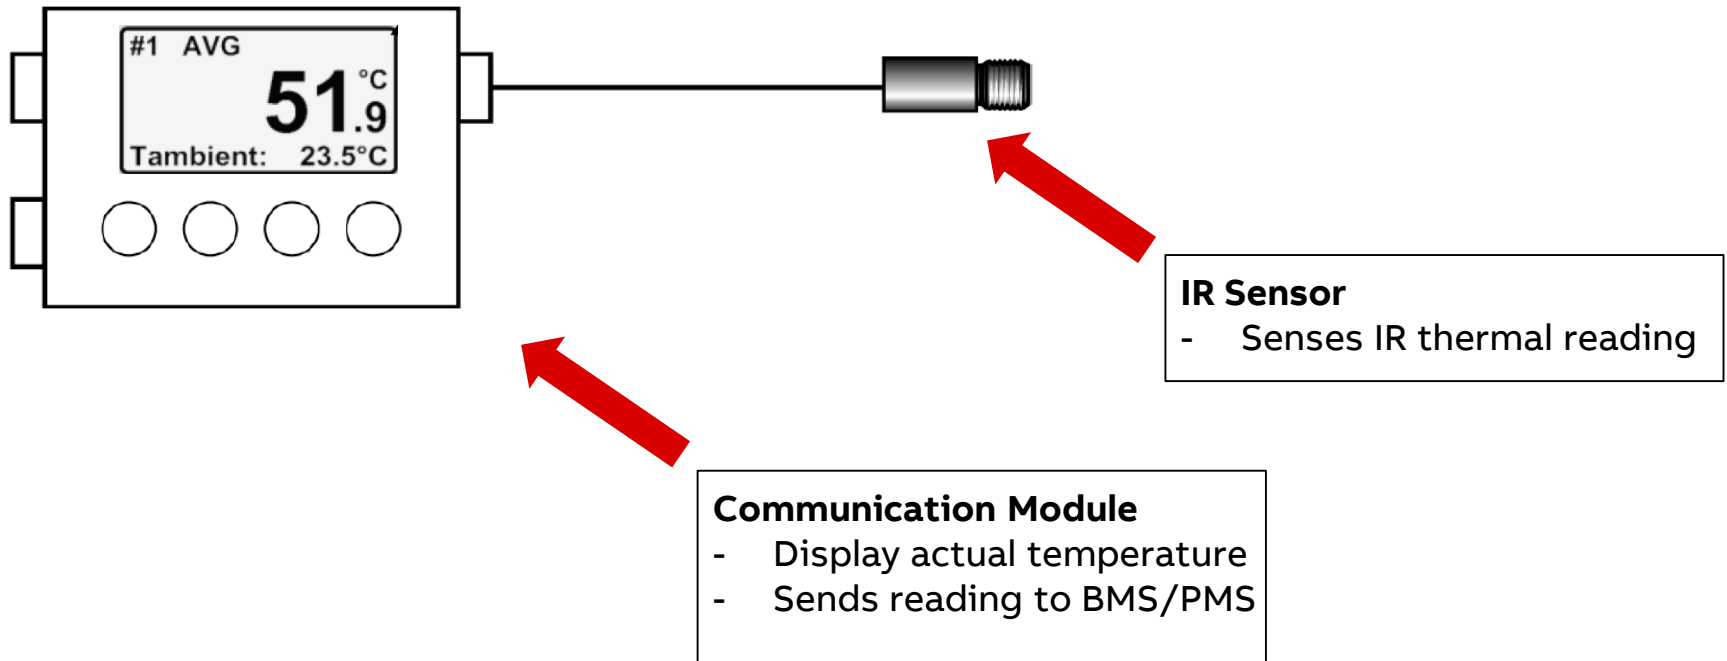 #1 AVG
51.9 °C
Tambient: 23.5°C
IR Sensor
- Senses IR thermal reading
Communication Module
- Display actual temperature
- Sends reading to BMS/PMS